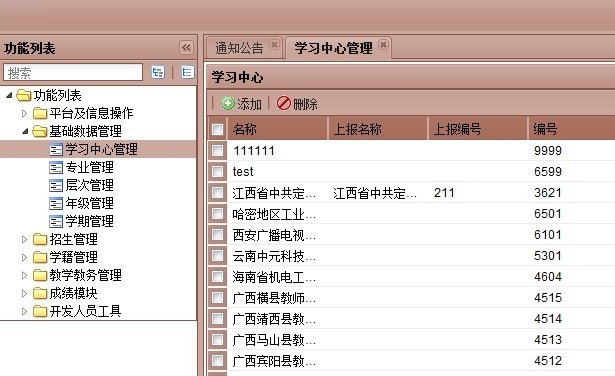 功能列表
搜索
功能列表
平台及信息操作
基础数据管理
学习中心管理
专业管理
层次管理
年级管理
学期管理
招生管理
学籍管理
教学教务管理
成绩模块
开发人员工具
通知公告 学习中心管理
学习中心
添加 删除
名称 上报名称 上报编号 编号
111111 9999
test 6599
江西省中共定... 江西省中共定... 211 3621
哈密地区工业... 6501
西安广播电视... 6101
云南中元科技... 5301
海南省机电工... 4604
广西横县教师... 4515
广西靖西县教... 4514
广西马山县教... 4513
广西宾阳县教... 4512